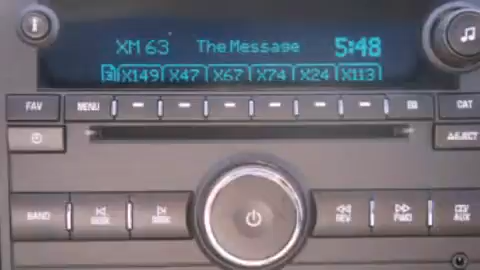 XM 63 The Message 5:48
3 X149 X47 X67 X74 X24 X113
FAV MENU EQ CAT
EJECT
BAND SEEK SEEK REV FWD AUX